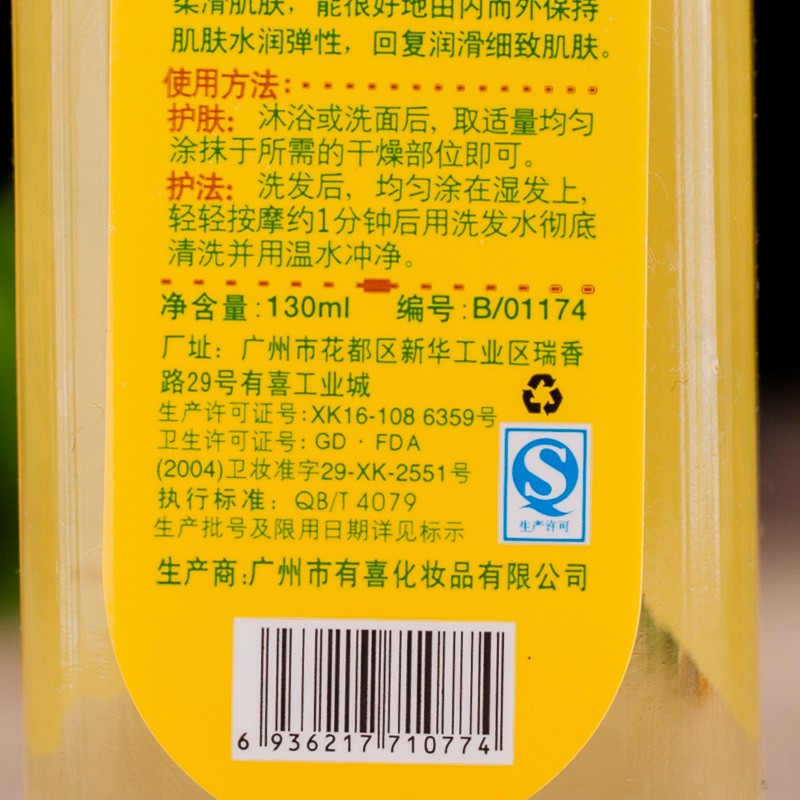 柔滑肌肤，能很好地由内而外保持
肌肤水润弹性，回复润滑细致肌肤。
使用方法：
护肤：沐浴或洗面后，取适量均匀
涂抹于所需的干燥部位即可。
护法：洗发后，均匀涂在湿发上，
轻轻按摩约1分钟后用洗发水彻底
清洗并用温水冲净。
净含量：130ml 编号：B/01174
厂址：广州市花都区新华工业区瑞香
路29号有喜工业城
生产许可证号：XK16-108 6359号
卫生许可证号：GD·FDA
(2004)卫妆准字29-XK-2551号
执行标准：QB/T 4079
生产批号及限用日期详见标示
生产许可
生产商：广州市有喜化妆品有限公司
6 936217 710774